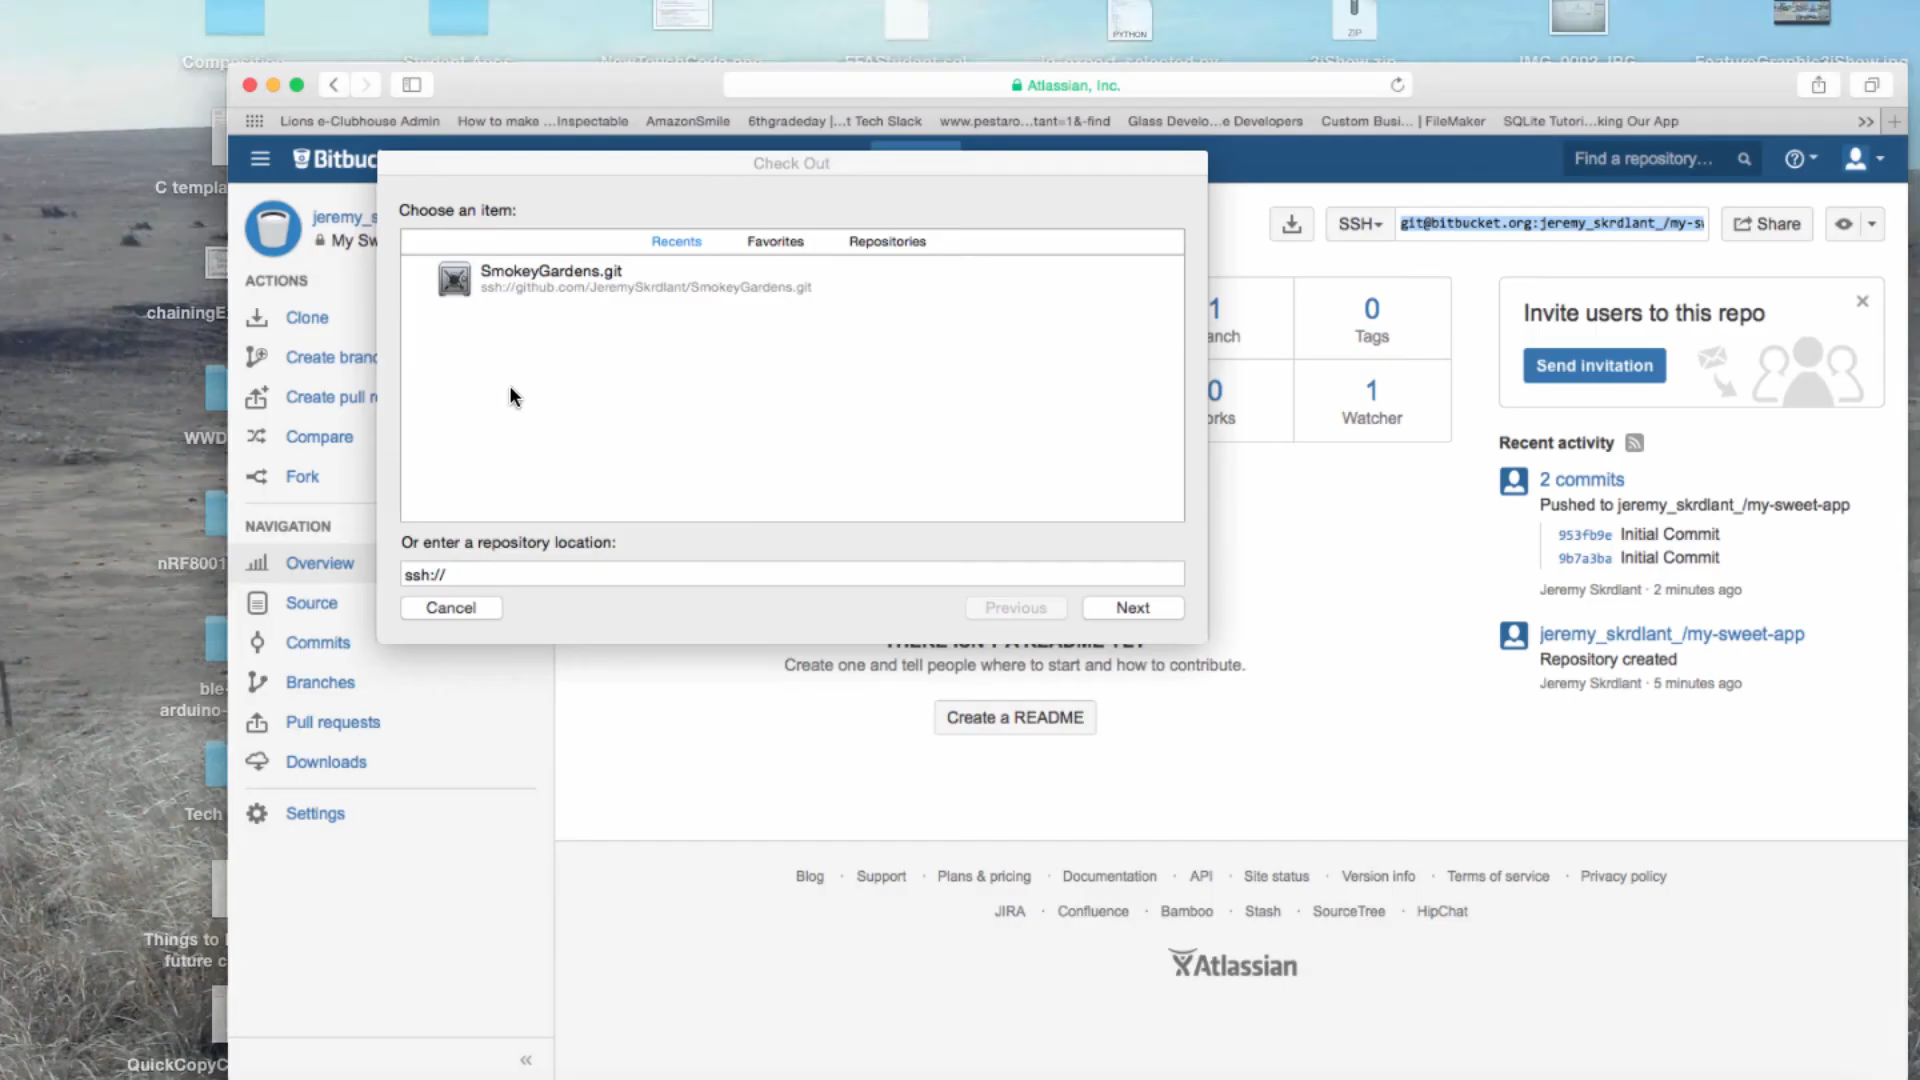 PYTHON
ZIP
Atlassian, Inc.
Lions e-Clubhouse Admin
How to make ...Inspectable
AmazonSmile
6thgradeday |...t Tech Slack
www.pestaro...tant=1&-find
Glass Develo...e Developers
Custom Busi... | FileMaker
SQLite Tutori...king Our App
>>
Bitbuc
Find a repository...
Check Out
Choose an item:
Recents
Favorites
Repositories
SmokeyGardens.git
ssh://github.com/JeremySkrdlant/SmokeyGardens.git
Or enter a repository location:
ssh://
Cancel
Previous
Next
jeremy_s
My Sw
ACTIONS
Clone
Create branc
Create pull r
Compare
Fork
NAVIGATION
Overview
Source
Commits
Branches
Pull requests
Downloads
Settings
SSH
git@bitbucket.org:jeremy_skrdlant_/my-s
Share
1
anch
0
Tags
0
orks
1
Watcher
Invite users to this repo
Send invitation
Recent activity
2 commits
Pushed to jeremy_skrdlant_/my-sweet-app
953fb9e Initial Commit
9b7a3ba Initial Commit
Jeremy Skrdlant · 2 minutes ago
jeremy_skrdlant_/my-sweet-app
Repository created
Jeremy Skrdlant · 5 minutes ago
THERE ISN'T A README YET
Create one and tell people where to start and how to contribute.
Create a README
Blog · Support · Plans & pricing · Documentation · API · Site status · Version info · Terms of service · Privacy policy
JIRA · Confluence · Bamboo · Stash · SourceTree · HipChat
Atlassian
C templa
chainingE
WWD
nRF8001
ble-
arduino-
Tech
Things to
future c
QuickCopyC